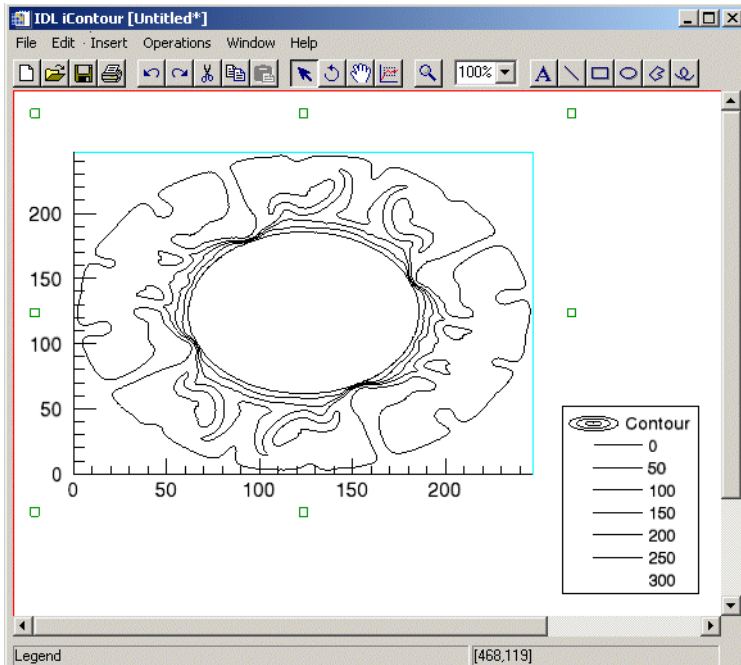 IDL iContour [Untitled*]
File Edit Insert Operations Window Help
100%
A
200
150
100
50
0
0 50 100 150 200
Contour
0
50
100
150
200
250
300
Legend [468,119]